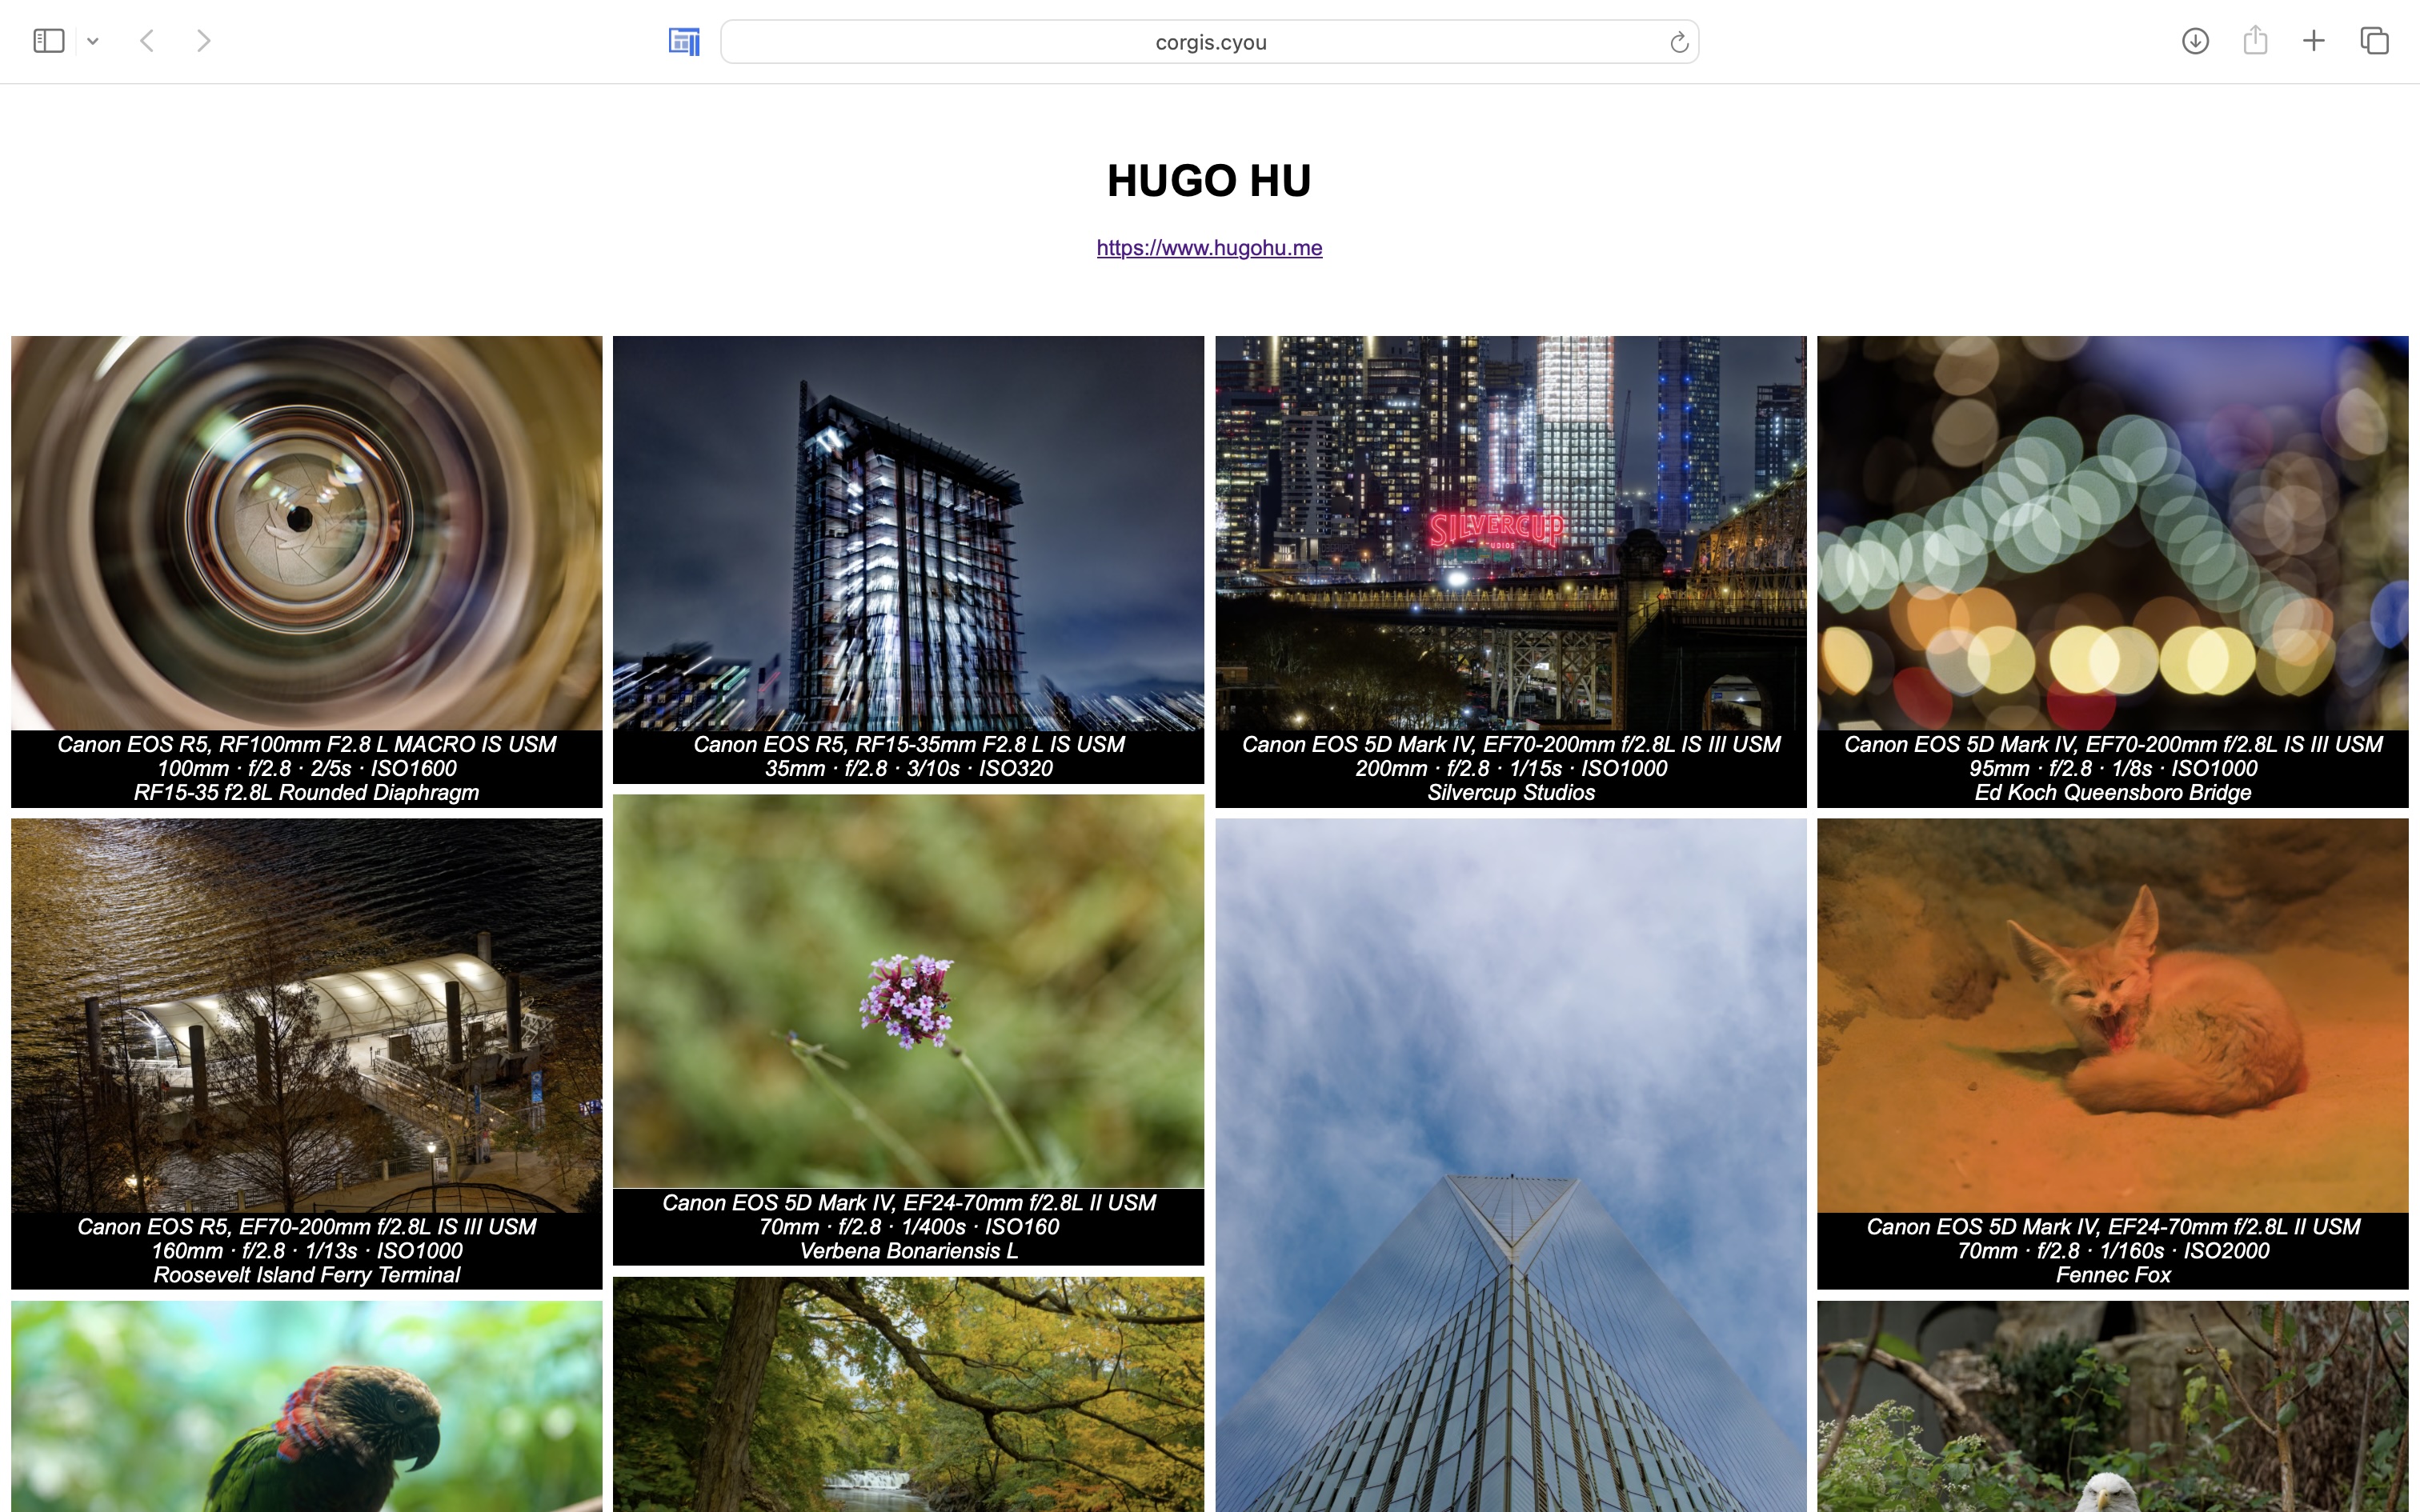 corgis.cyou
HUGO HU
https://www.hugohu.me
Canon EOS R5, RF100mm F2.8 L MACRO IS USM
100mm · f/2.8 · 2/5s · ISO1600
RF15-35 f2.8L Rounded Diaphragm
Canon EOS R5, RF15-35mm F2.8 L IS USM
35mm · f/2.8 · 3/10s · ISO320
SILVERCUP
STUDIOS
Canon EOS 5D Mark IV, EF70-200mm f/2.8L IS III USM
200mm · f/2.8 · 1/15s · ISO1000
Silvercup Studios
Canon EOS 5D Mark IV, EF70-200mm f/2.8L IS III USM
95mm · f/2.8 · 1/8s · ISO1000
Ed Koch Queensboro Bridge
Canon EOS R5, EF70-200mm f/2.8L IS III USM
160mm · f/2.8 · 1/13s · ISO1000
Roosevelt Island Ferry Terminal
Canon EOS 5D Mark IV, EF24-70mm f/2.8L II USM
70mm · f/2.8 · 1/400s · ISO160
Verbena Bonariensis L
Canon EOS 5D Mark IV, EF24-70mm f/2.8L II USM
70mm · f/2.8 · 1/160s · ISO2000
Fennec Fox